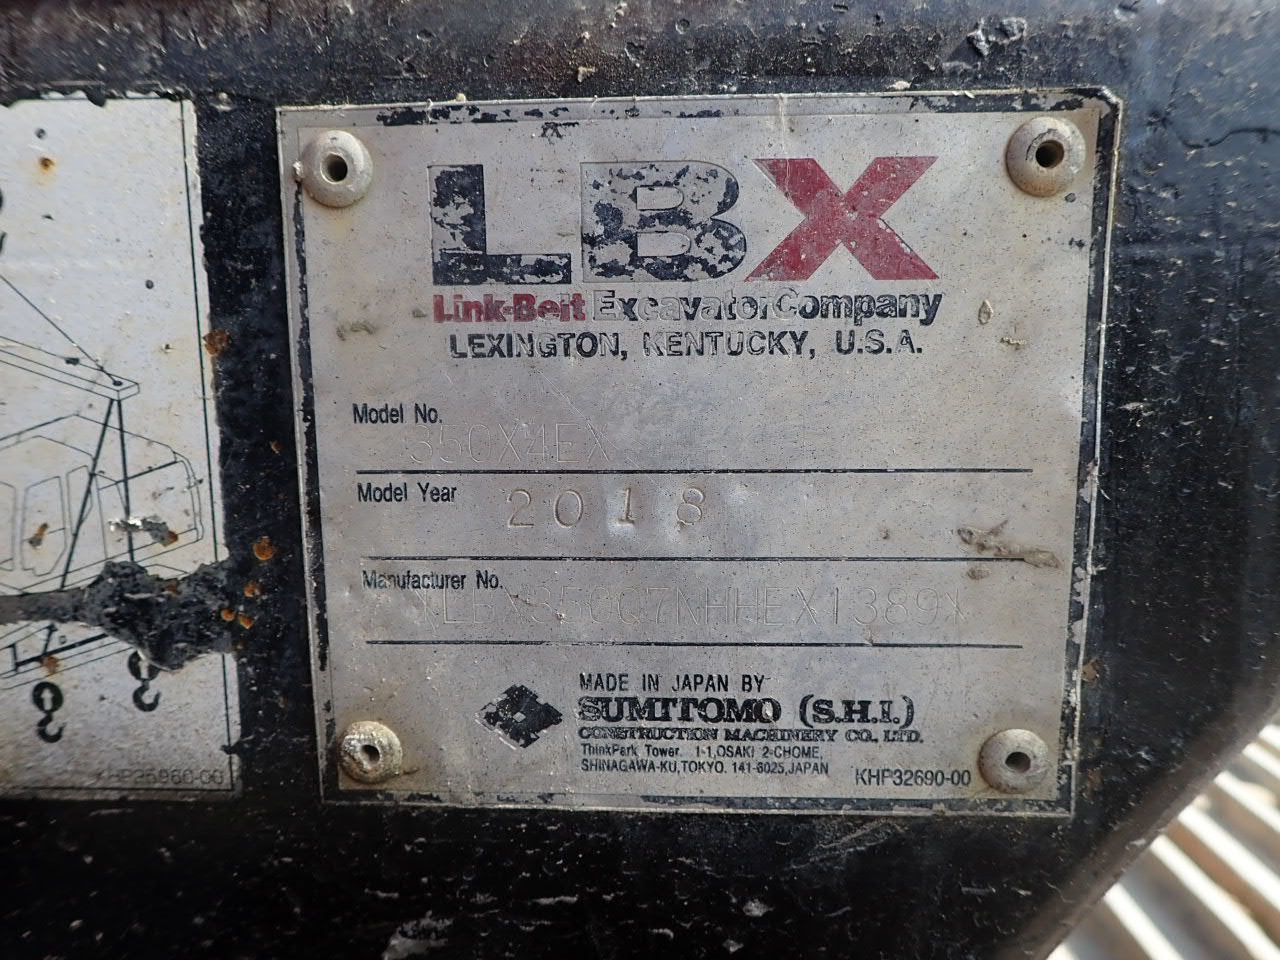 LBX
Link-Belt Excavator Company
LEXINGTON, KENTUCKY, U.S.A.
Model No.
350X4EX
Model Year
2018
Manufacturer No.
*LBX350Q7NHHEX1389*
MADE IN JAPAN BY
SUMITOMO (S.H.I.)
CONSTRUCTION MACHINERY CO., LTD.
ThinkPark Tower. 1-1,OSAKI 2-CHOME,
SHINAGAWA-KU,TOKYO. 141-6025,JAPAN
KHP32690-00
KHP25960-00